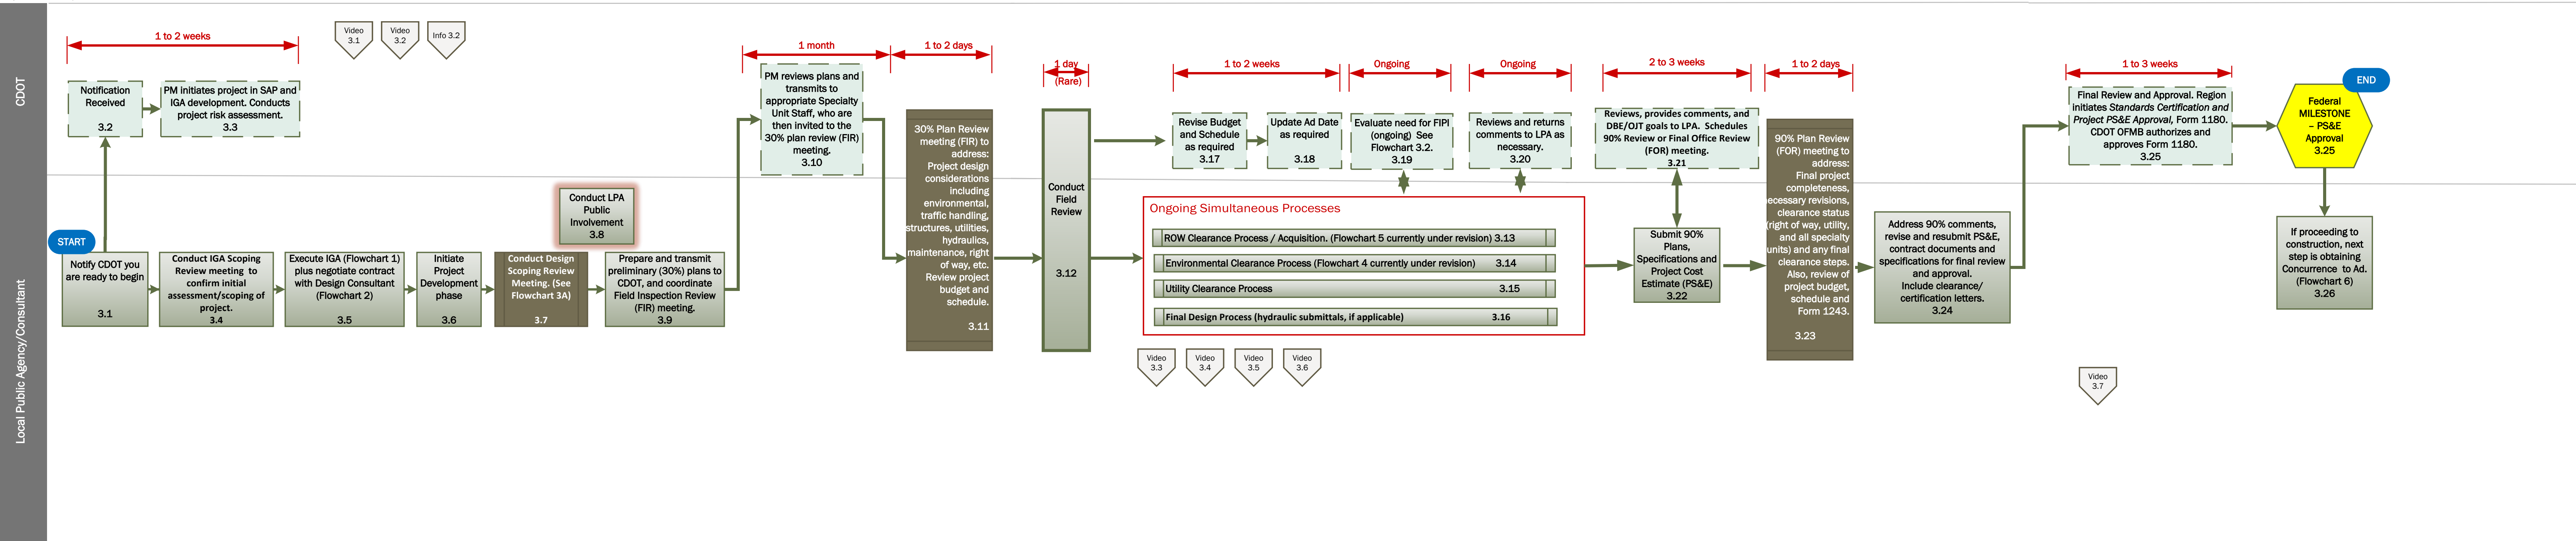 CDOT
Local Public Agency/Consultant
1 to 2 weeks
Video
3.1
Video
3.2
Info 3.2
Notification
Received
3.2
PM initiates project in SAP and
IGA development. Conducts
project risk assessment.
3.3
START
Notify CDOT you
are ready to begin
3.1
Conduct IGA Scoping
Review meeting to
confirm initial
assessment/scoping of
project.
3.4
Execute IGA (Flowchart 1)
plus negotiate contract
with Design Consultant
(Flowchart 2)
3.5
Initiate
Project
Development
phase
3.6
Conduct Design
Scoping Review
Meeting. (See
Flowchart 3A)
3.7
Conduct LPA
Public
Involvement
3.8
Prepare and transmit
preliminary (30%) plans to
CDOT, and coordinate
Field Inspection Review
(FIR) meeting.
3.9
1 month
PM reviews plans and
transmits to
appropriate Specialty
Unit Staff, who are
then invited to the
30% plan review (FIR)
meeting.
3.10
1 to 2 days
30% Plan Review
meeting (FIR) to
address:
Project design
considerations
including
environmental,
traffic handling,
structures, utilities,
hydraulics,
maintenance, right
of way, etc.
Review project
budget and
schedule.
3.11
1 day
(Rare)
Conduct
Field
Review
3.12
1 to 2 weeks
Revise Budget
and Schedule
as required
3.17
Update Ad Date
as required
3.18
Ongoing
Evaluate need for FIPI
(ongoing) See
Flowchart 3.2.
3.19
Ongoing
Reviews and returns
comments to LPA as
necessary.
3.20
Ongoing Simultaneous Processes
ROW Clearance Process / Acquisition. (Flowchart 5 currently under revision) 3.13
Environmental Clearance Process (Flowchart 4 currently under revision) 3.14
Utility Clearance Process 3.15
Final Design Process (hydraulic submittals, if applicable) 3.16
Video
3.3
Video
3.4
Video
3.5
Video
3.6
2 to 3 weeks
Reviews, provides comments, and
DBE/OJT goals to LPA. Schedules
90% Review or Final Office Review
(FOR) meeting.
3.21
Submit 90%
Plans,
Specifications and
Project Cost
Estimate (PS&E)
3.22
1 to 2 days
90% Plan Review
(FOR) meeting to
address:
Final project
completeness,
ecessary revisions,
clearance status
(right of way, utility,
and all specialty
units) and any final
clearance steps.
Also, review of
project budget,
schedule and
Form 1243.
3.23
Address 90% comments,
revise and resubmit PS&E,
contract documents and
specifications for final review
and approval.
Include clearance/
certification letters.
3.24
1 to 3 weeks
Final Review and Approval. Region
initiates Standards Certification and
Project PS&E Approval, Form 1180.
CDOT OFMB authorizes and
approves Form 1180.
3.25
Video
3.7
END
Federal
MILESTONE
– PS&E
Approval
3.25
If proceeding to
construction, next
step is obtaining
Concurrence to Ad.
(Flowchart 6)
3.26